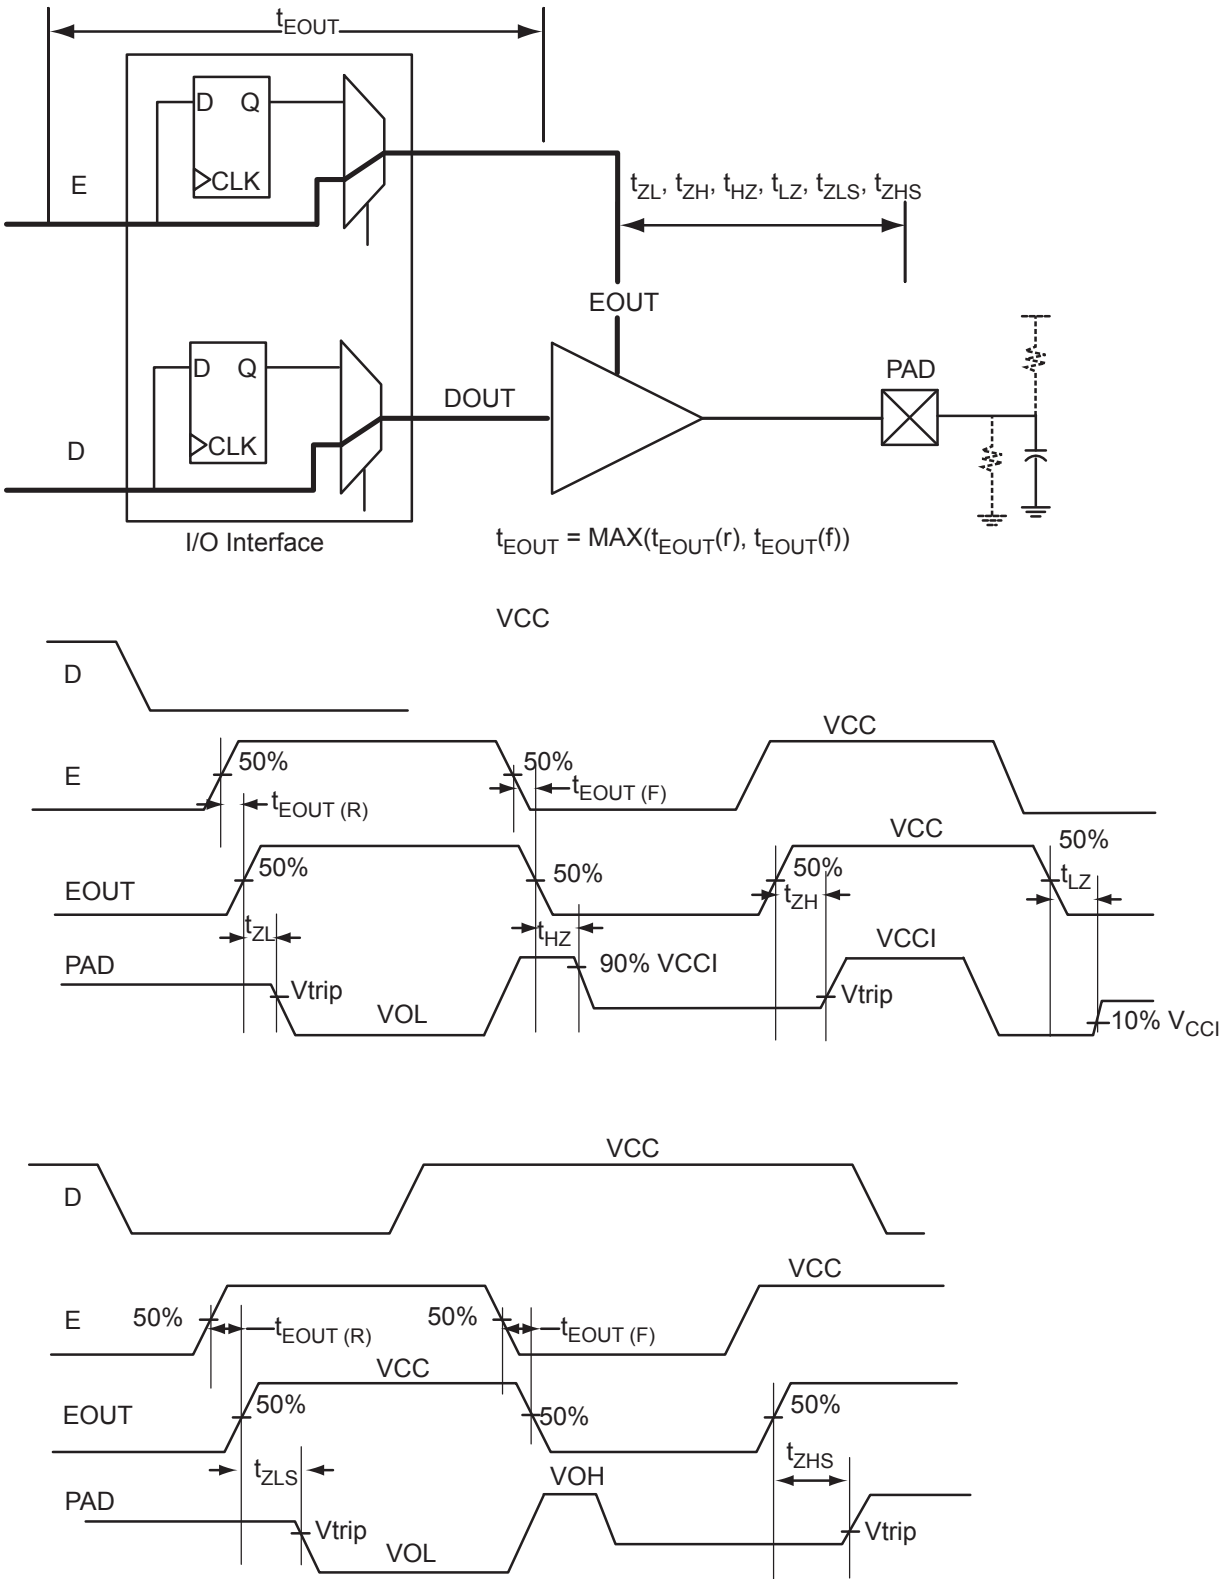 tEOUT
D Q
CLK
E
tZL, tZH, tHZ, tLZ, tZLS, tZHS
EOUT
D Q
CLK
DOUT
PAD
D
I/O Interface
tEOUT = MAX(tEOUT(r), tEOUT(f))
VCC
D
VCC
E
50%
50%
tEOUT (R)
tEOUT (F)
VCC
50%
EOUT
50%
50%
50%
tZL
tHZ
tZH
tLZ
PAD
VCCI
90% VCCI
Vtrip
Vtrip
VOL
10% VCCI
VCC
D
VCC
E
50%
50%
tEOUT (R)
tEOUT (F)
VCC
EOUT
50%
50%
50%
tZLS
tZHS
PAD
VOH
Vtrip
Vtrip
VOL